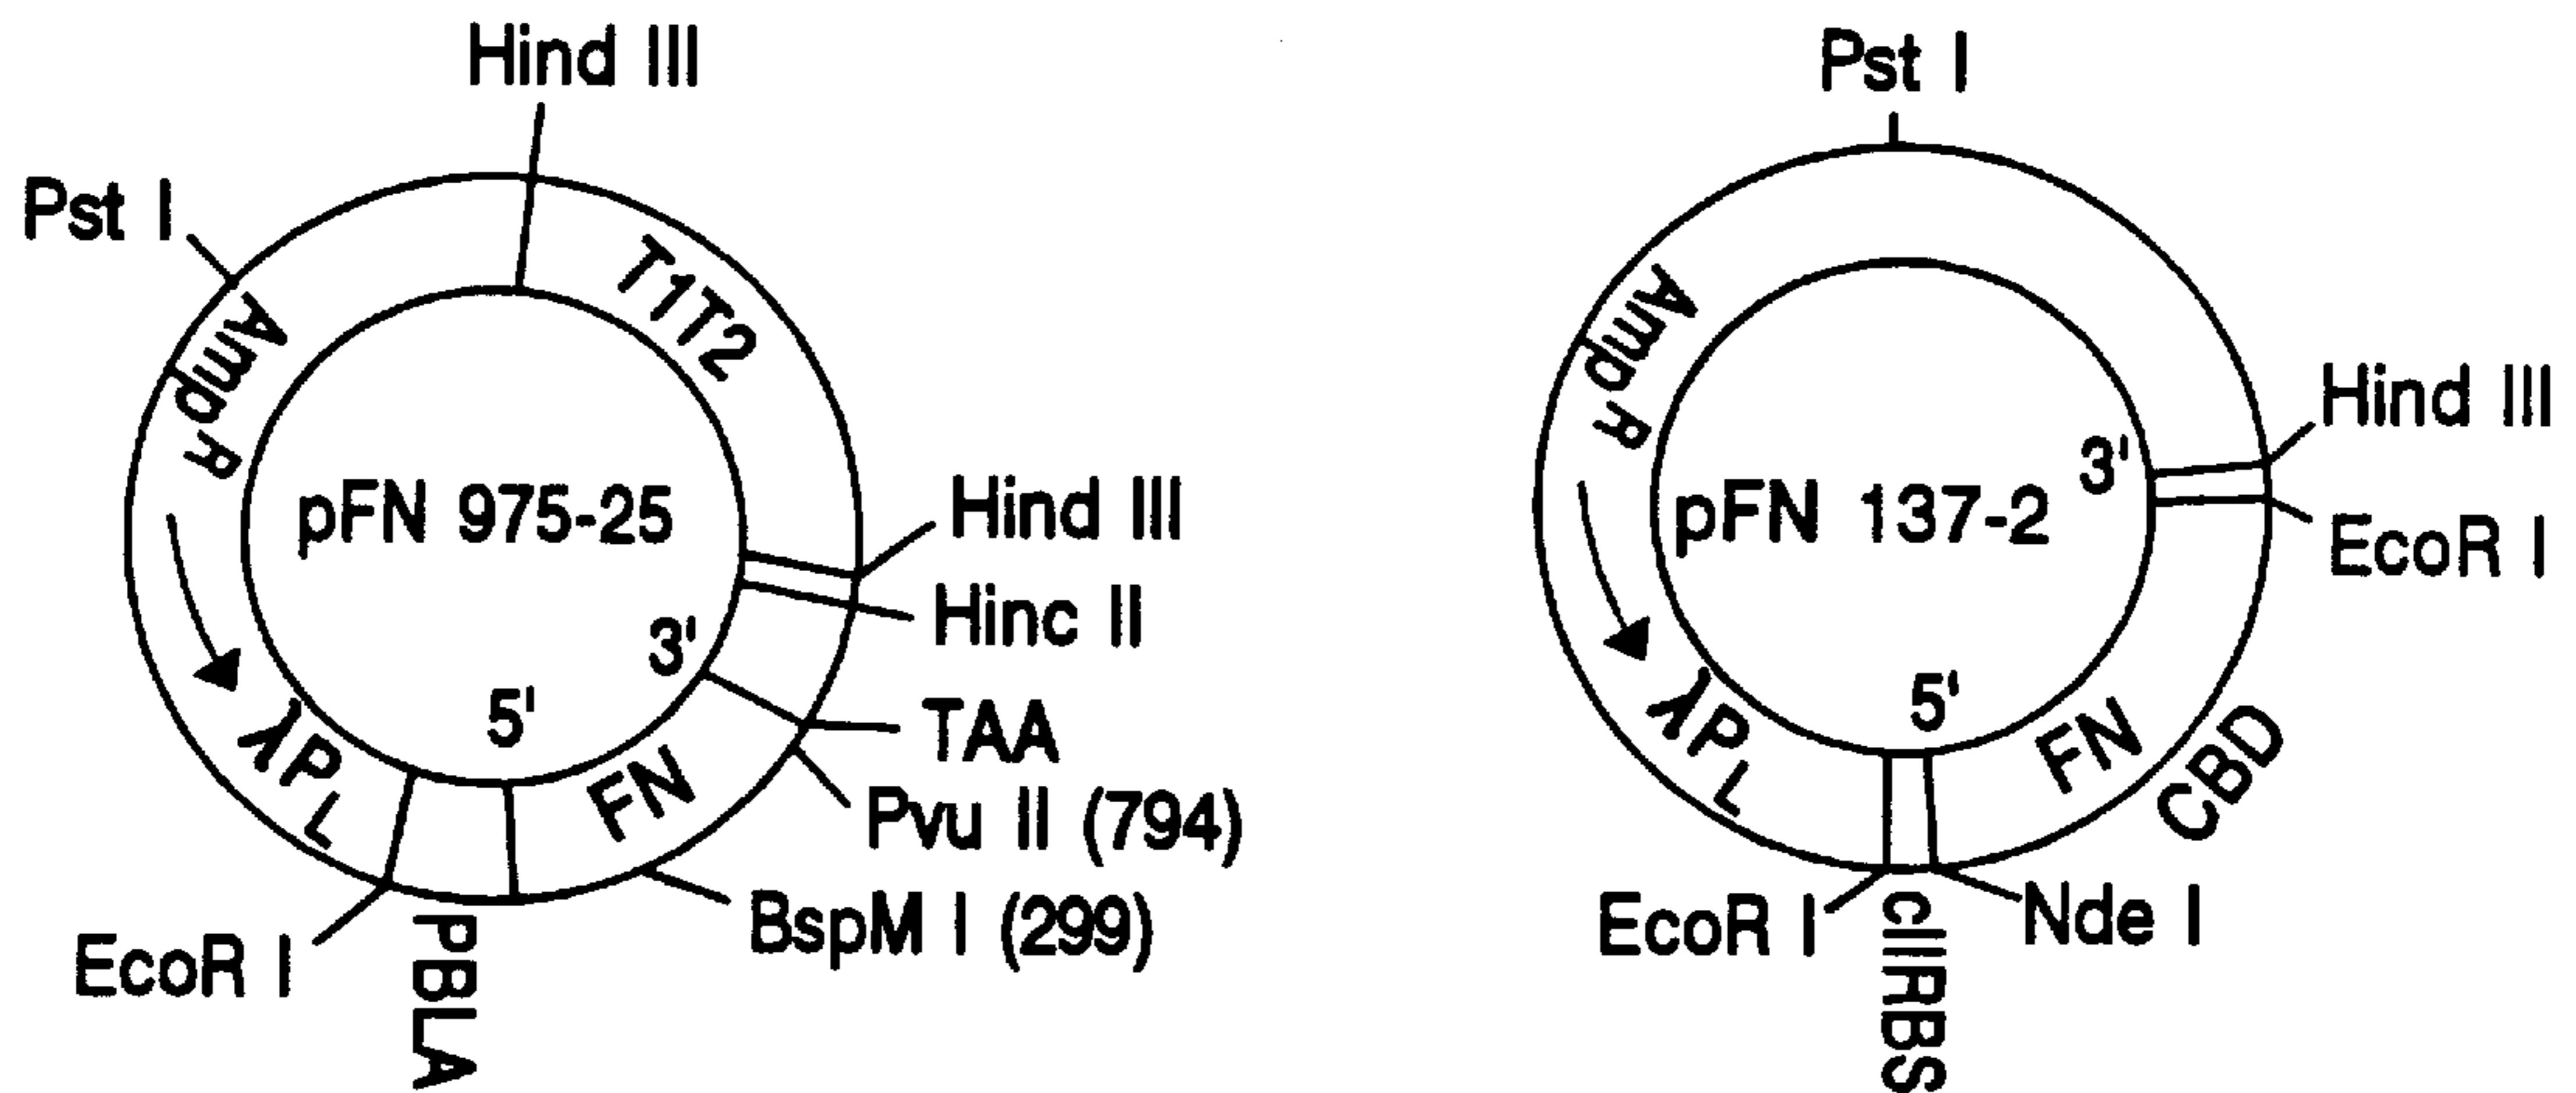 Hind III
Pst I
T1T2
Amp R
pFN 975-25
Hind III
Hinc II
3'
TAA
5'
FN
Pvu II (794)
λPL
BspM I (299)
EcoR I
PBLA
Pst I
Amp R
Hind III
3'
pFN 137-2
EcoR I
5'
λPL
FN
CBD
EcoR I
cIIRBS
Nde I